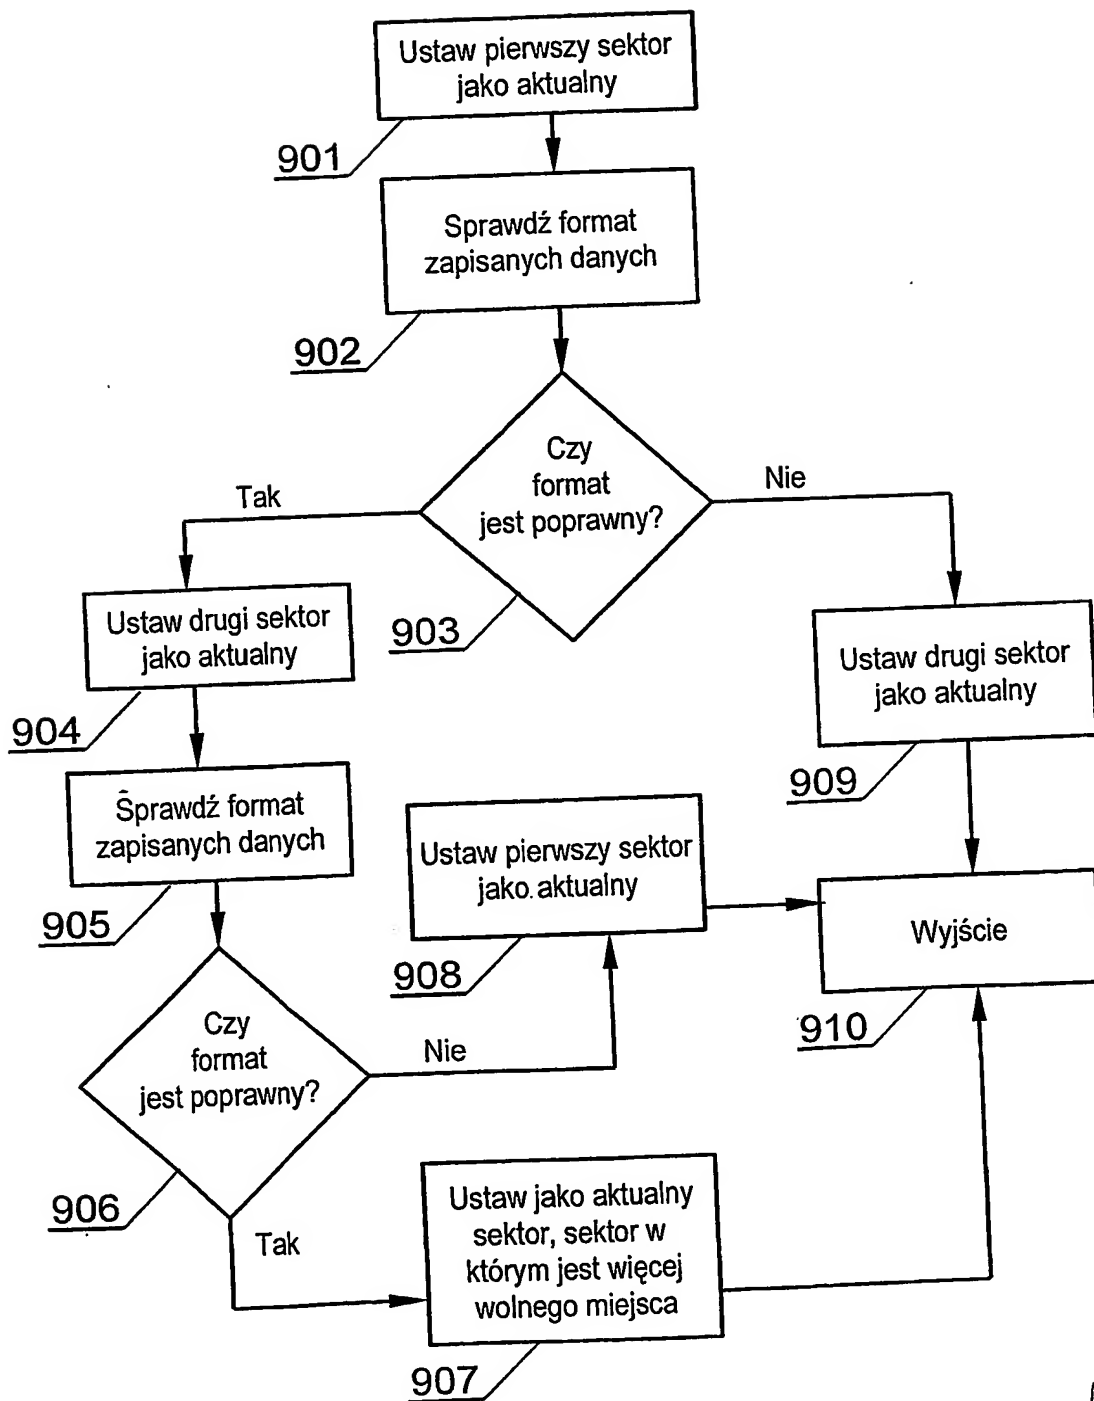 Ustaw pierwszy sektor
jako aktualny
901
Sprawdź format
zapisanych danych
902
Czy
format
jest poprawny?
903
Tak
Nie
Ustaw drugi sektor
jako aktualny
904
Ustaw drugi sektor
jako aktualny
909
Sprawdź format
zapisanych danych
905
Ustaw pierwszy sektor
jako aktualny
908
Wyjście
910
Czy
format
jest poprawny?
906
Nie
Tak
Ustaw jako aktualny
sektor, sektor w
którym jest więcej
wolnego miejsca
907